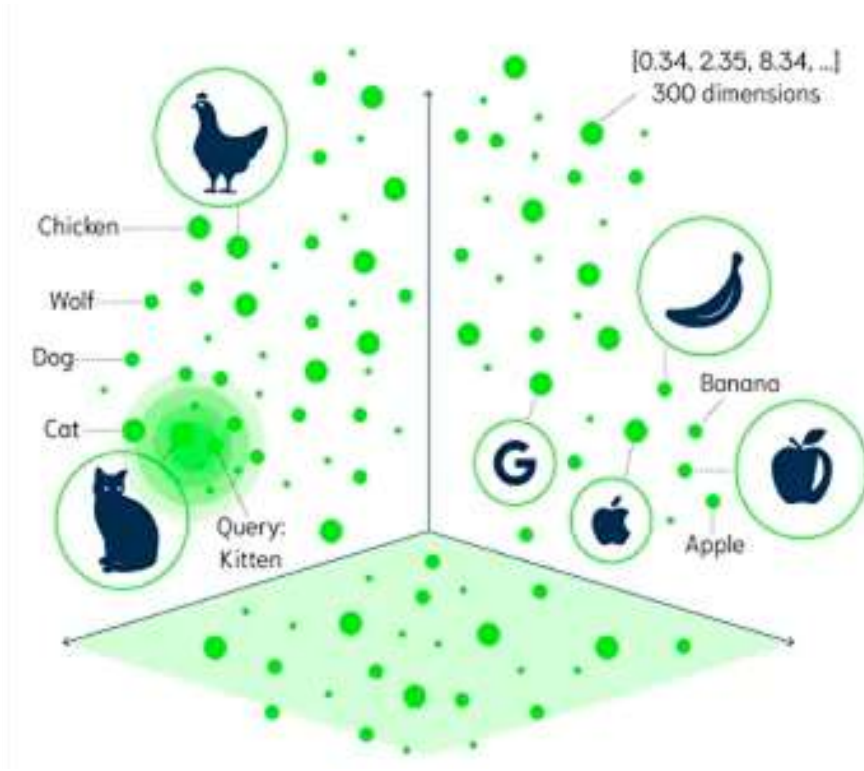 [0.34, 2.35, 8.34, ...]
300 dimensions
Chicken
Wolf
Dog
Cat
Query:
Kitten
Banana
Apple
G